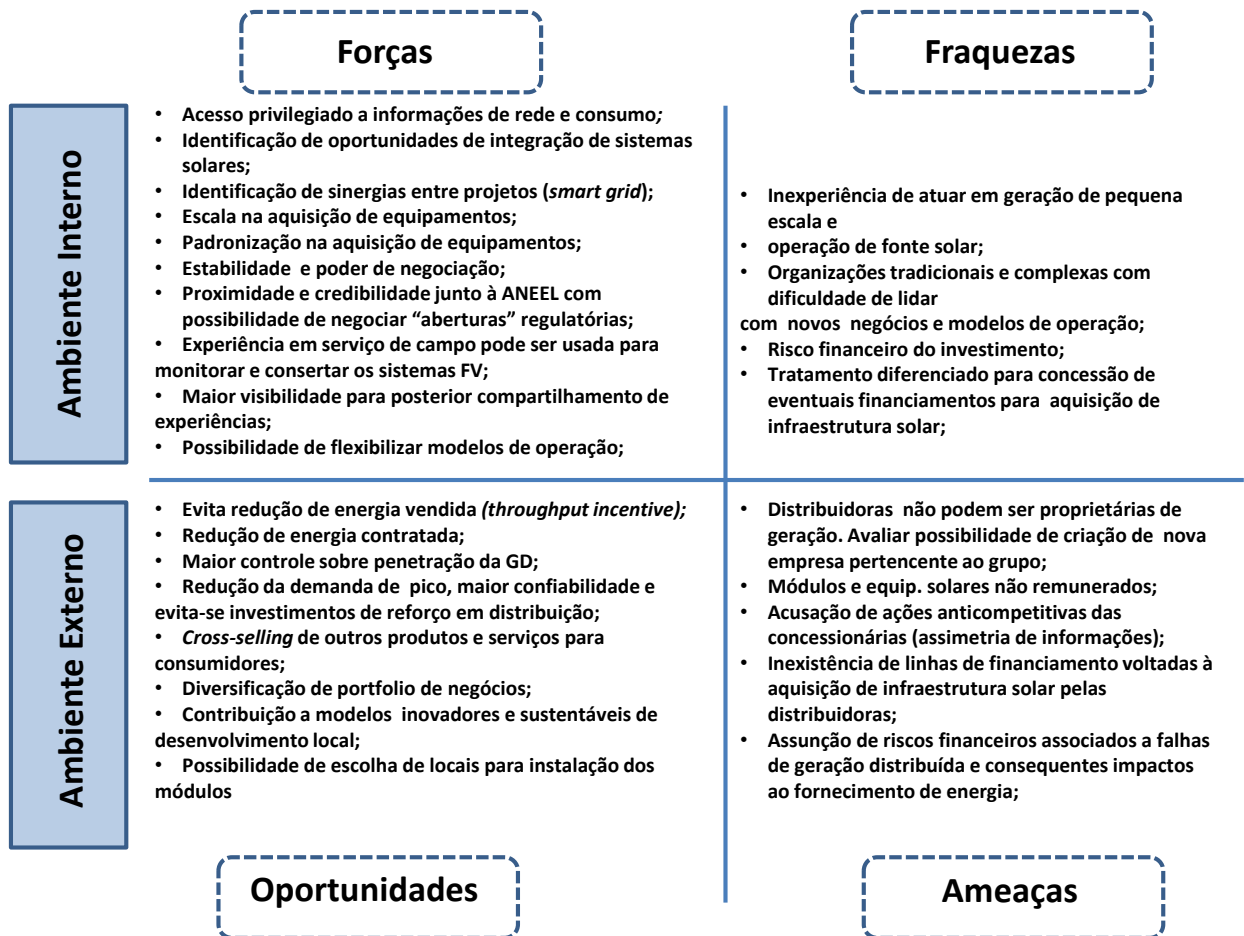 Forças
Fraquezas
Ambiente Interno
• Acesso privilegiado a informações de rede e consumo;
• Identificação de oportunidades de integração de sistemas
solares;
• Identificação de sinergias entre projetos (smart grid);
• Escala na aquisição de equipamentos;
• Padronização na aquisição de equipamentos;
• Estabilidade e poder de negociação;
• Proximidade e credibilidade junto à ANEEL com
possibilidade de negociar “aberturas” regulatórias;
• Experiência em serviço de campo pode ser usada para
monitorar e consertar os sistemas FV;
• Maior visibilidade para posterior compartilhamento de
experiências;
• Possibilidade de flexibilizar modelos de operação;
• Inexperiência de atuar em geração de pequena
escala e
• operação de fonte solar;
• Organizações tradicionais e complexas com
dificuldade de lidar
com novos negócios e modelos de operação;
• Risco financeiro do investimento;
• Tratamento diferenciado para concessão de
eventuais financiamentos para aquisição de
infraestrutura solar;
Ambiente Externo
• Evita redução de energia vendida (throughput incentive);
• Redução de energia contratada;
• Maior controle sobre penetração da GD;
• Redução da demanda de pico, maior confiabilidade e
evita-se investimentos de reforço em distribuição;
• Cross-selling de outros produtos e serviços para
consumidores;
• Diversificação de portfolio de negócios;
• Contribuição a modelos inovadores e sustentáveis de
desenvolvimento local;
• Possibilidade de escolha de locais para instalação dos
módulos
• Distribuidoras não podem ser proprietárias de
geração. Avaliar possibilidade de criação de nova
empresa pertencente ao grupo;
• Módulos e equip. solares não remunerados;
• Acusação de ações anticompetitivas das
concessionárias (assimetria de informações);
• Inexistência de linhas de financiamento voltadas à
aquisição de infraestrutura solar pelas
distribuidoras;
• Assunção de riscos financeiros associados a falhas
de geração distribuída e consequentes impactos
ao fornecimento de energia;
Oportunidades
Ameaças